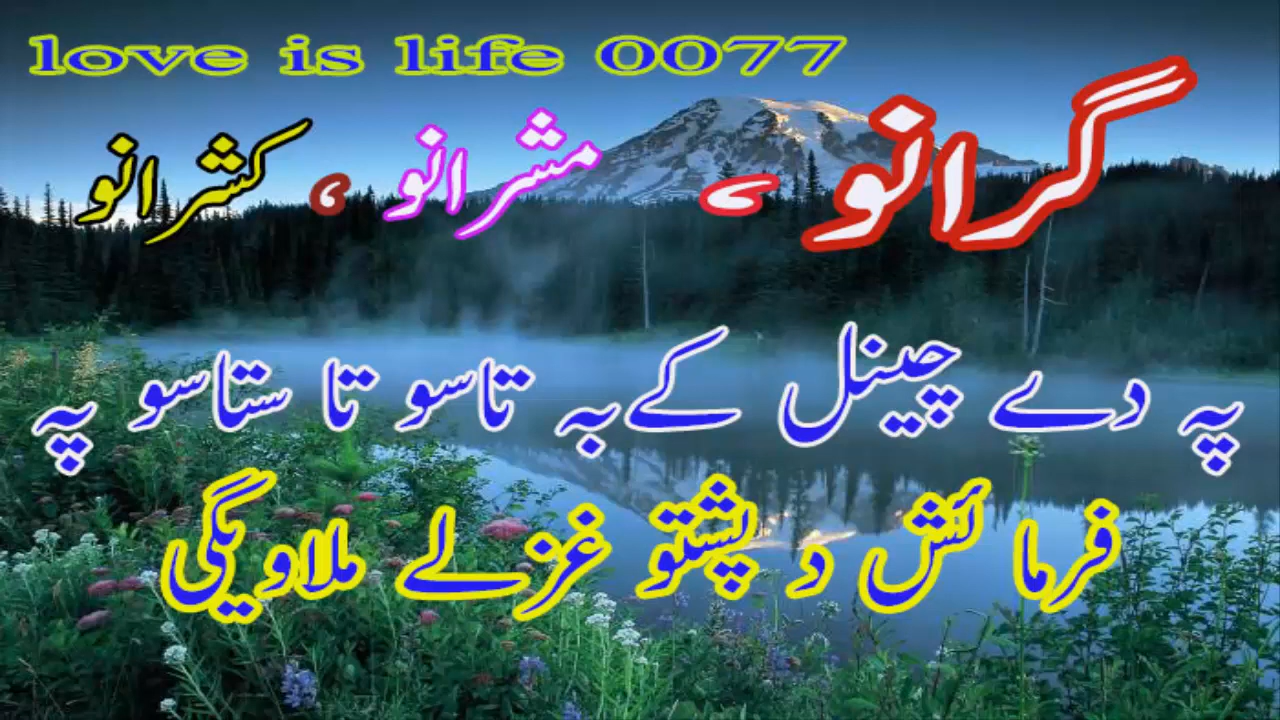 love is life 0077
گرانو ، مشرانو ، کشرانو
په دے چینل کے به تاسو تا ستاسو په
فرمائش د پشتو غزلے ملاویگی